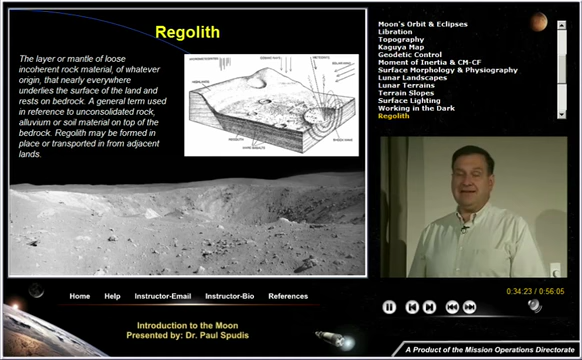 Regolith
The layer or mantle of loose
incoherent rock material, of whatever
origin, that nearly everywhere
underlies the surface of the land and
rests on bedrock. A general term used
in reference to unconsolidated rock,
alluvium or soil material on top of the
bedrock. Regolith may be formed in
place or transported in from adjacent
lands.
Moon's Orbit & Eclipses
Libration
Topography
Kaguya Map
Geodetic Control
Moment of Inertia & CM-CF
Surface Morphology & Physiography
Lunar Landscapes
Lunar Terrains
Terrain Slopes
Surface Lighting
Working in the Dark
Regolith
0:34:23 / 0:56:05
Home Help Instructor-Email Instructor-Bio References
Introduction to the Moon
Presented by: Dr. Paul Spudis
A Product of the Mission Operations Directorate